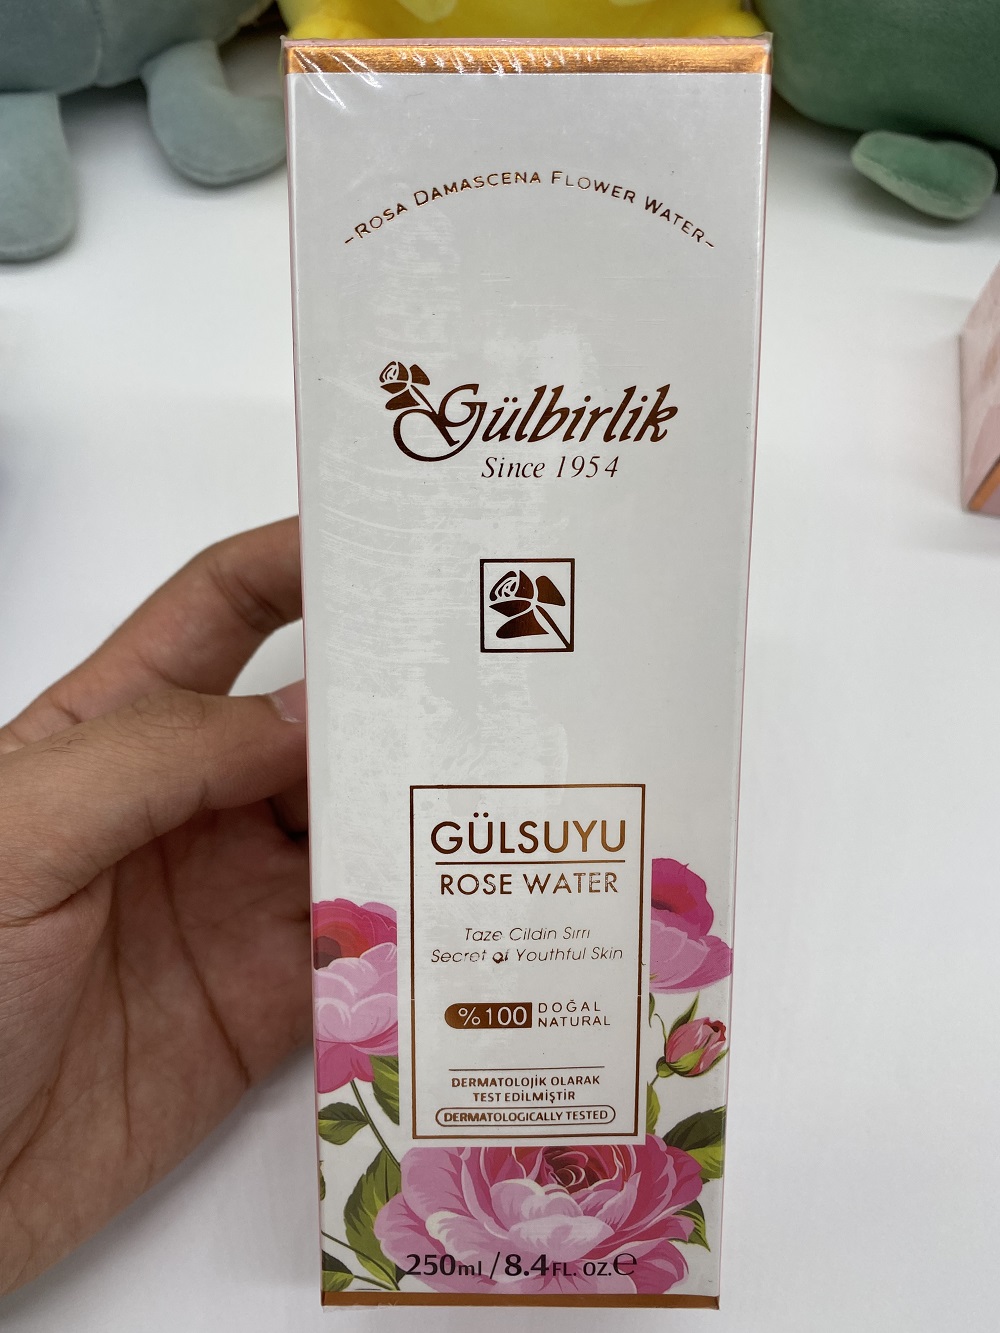 -ROSA DAMASCENA FLOWER WATER-
Gülbirlik
Since 1954
GÜLSUYU
ROSE WATER
Taze Cildin Sırrı
Secret of Youthful Skin
%100 DOĞAL
NATURAL
DERMATOLOJİK OLARAK
TEST EDİLMİŞTİR
DERMATOLOGICALLY TESTED
250ml / 8.4 FL. OZ. ℮